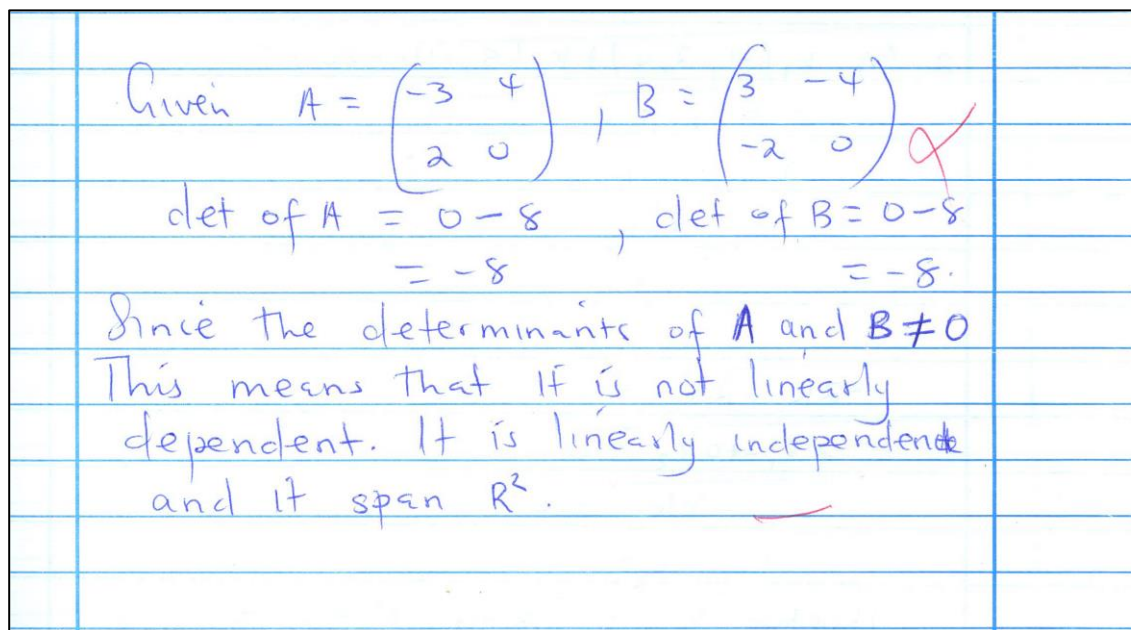 Given A = (-3 4 2 0), B = (3 -4 -2 0)
det of A = 0-8, det of B = 0-8
= -8 = -8.
Since the determinants of A and B ≠ 0
This means that it is not linearly
dependent. It is linearly independent
and it span R².